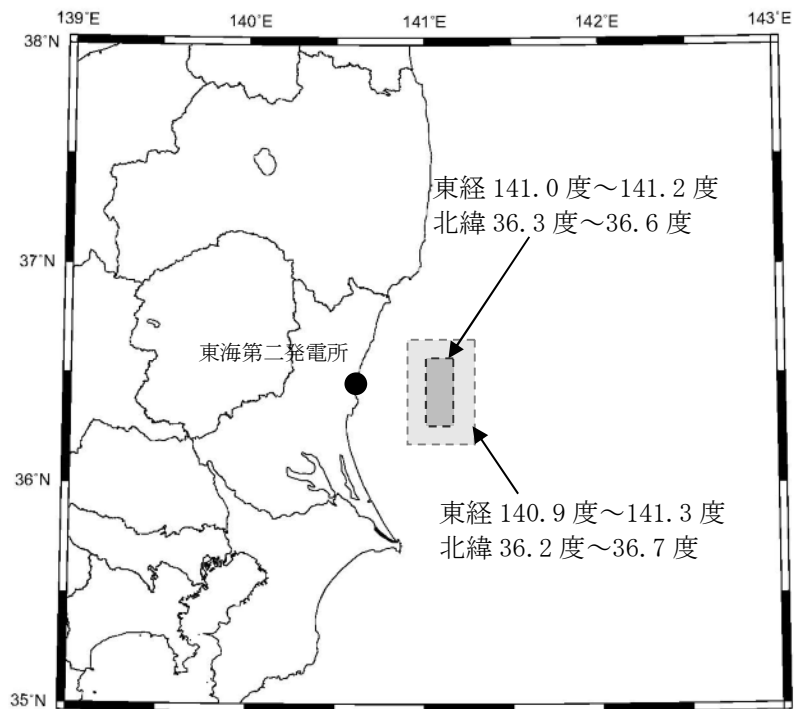 139°E
140°E
141°E
142°E
143°E
38°N
東経 141.0 度～141.2 度
北緯 36.3 度～36.6 度
37°N
東海第二発電所
36°N
東経 140.9 度～141.3 度
北緯 36.2 度～36.7 度
35°N